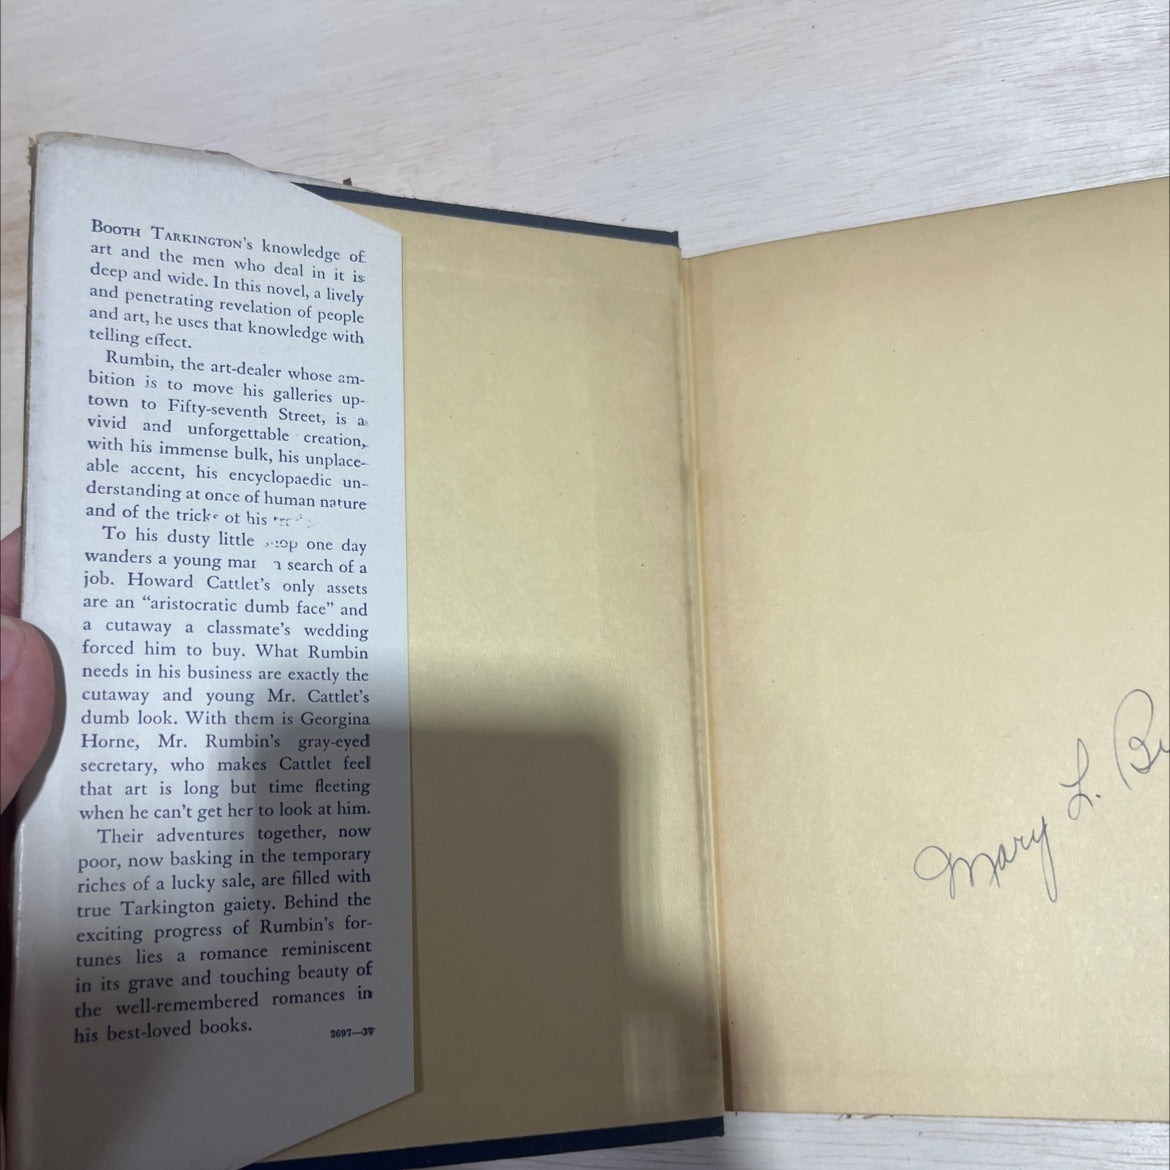 BOOTH TARKINGTON'S knowledge of
art and the men who deal in it is
deep and wide. In this novel, a lively
and penetrating revelation of people
and art, he uses that knowledge with
telling effect.
Rumbin, the art-dealer whose am-
bition is to move his galleries up-
town to Fifty-seventh Street, is a
vivid and unforgettable creation,
with his immense bulk, his unplace-
able accent, his encyclopaedic un-
derstanding at once of human nature
and of the tricks of his
To his dusty little one day
wanders a young search of a
job. Howard Cattlet's only assets
are an “aristocratic dumb face” and
a cutaway a classmate's wedding
forced him to buy. What Rumbin
needs in his business are exactly the
cutaway and young Mr. Cattlet's
dumb look. With them is Georgina
Horne, Mr. Rumbin's gray-eyed
secretary, who makes Cattlet feel
that art is long but time fleeting
when he can't get her to look at him.
Their adventures together, now
poor, now basking in the temporary
riches of a lucky sale, are filled with
true Tarkington gaiety. Behind the
exciting progress of Rumbin's for-
tunes lies a romance reminiscent
in its grave and touching beauty of
the well-remembered romances in
his best-loved books.
2697—37
Mary L.